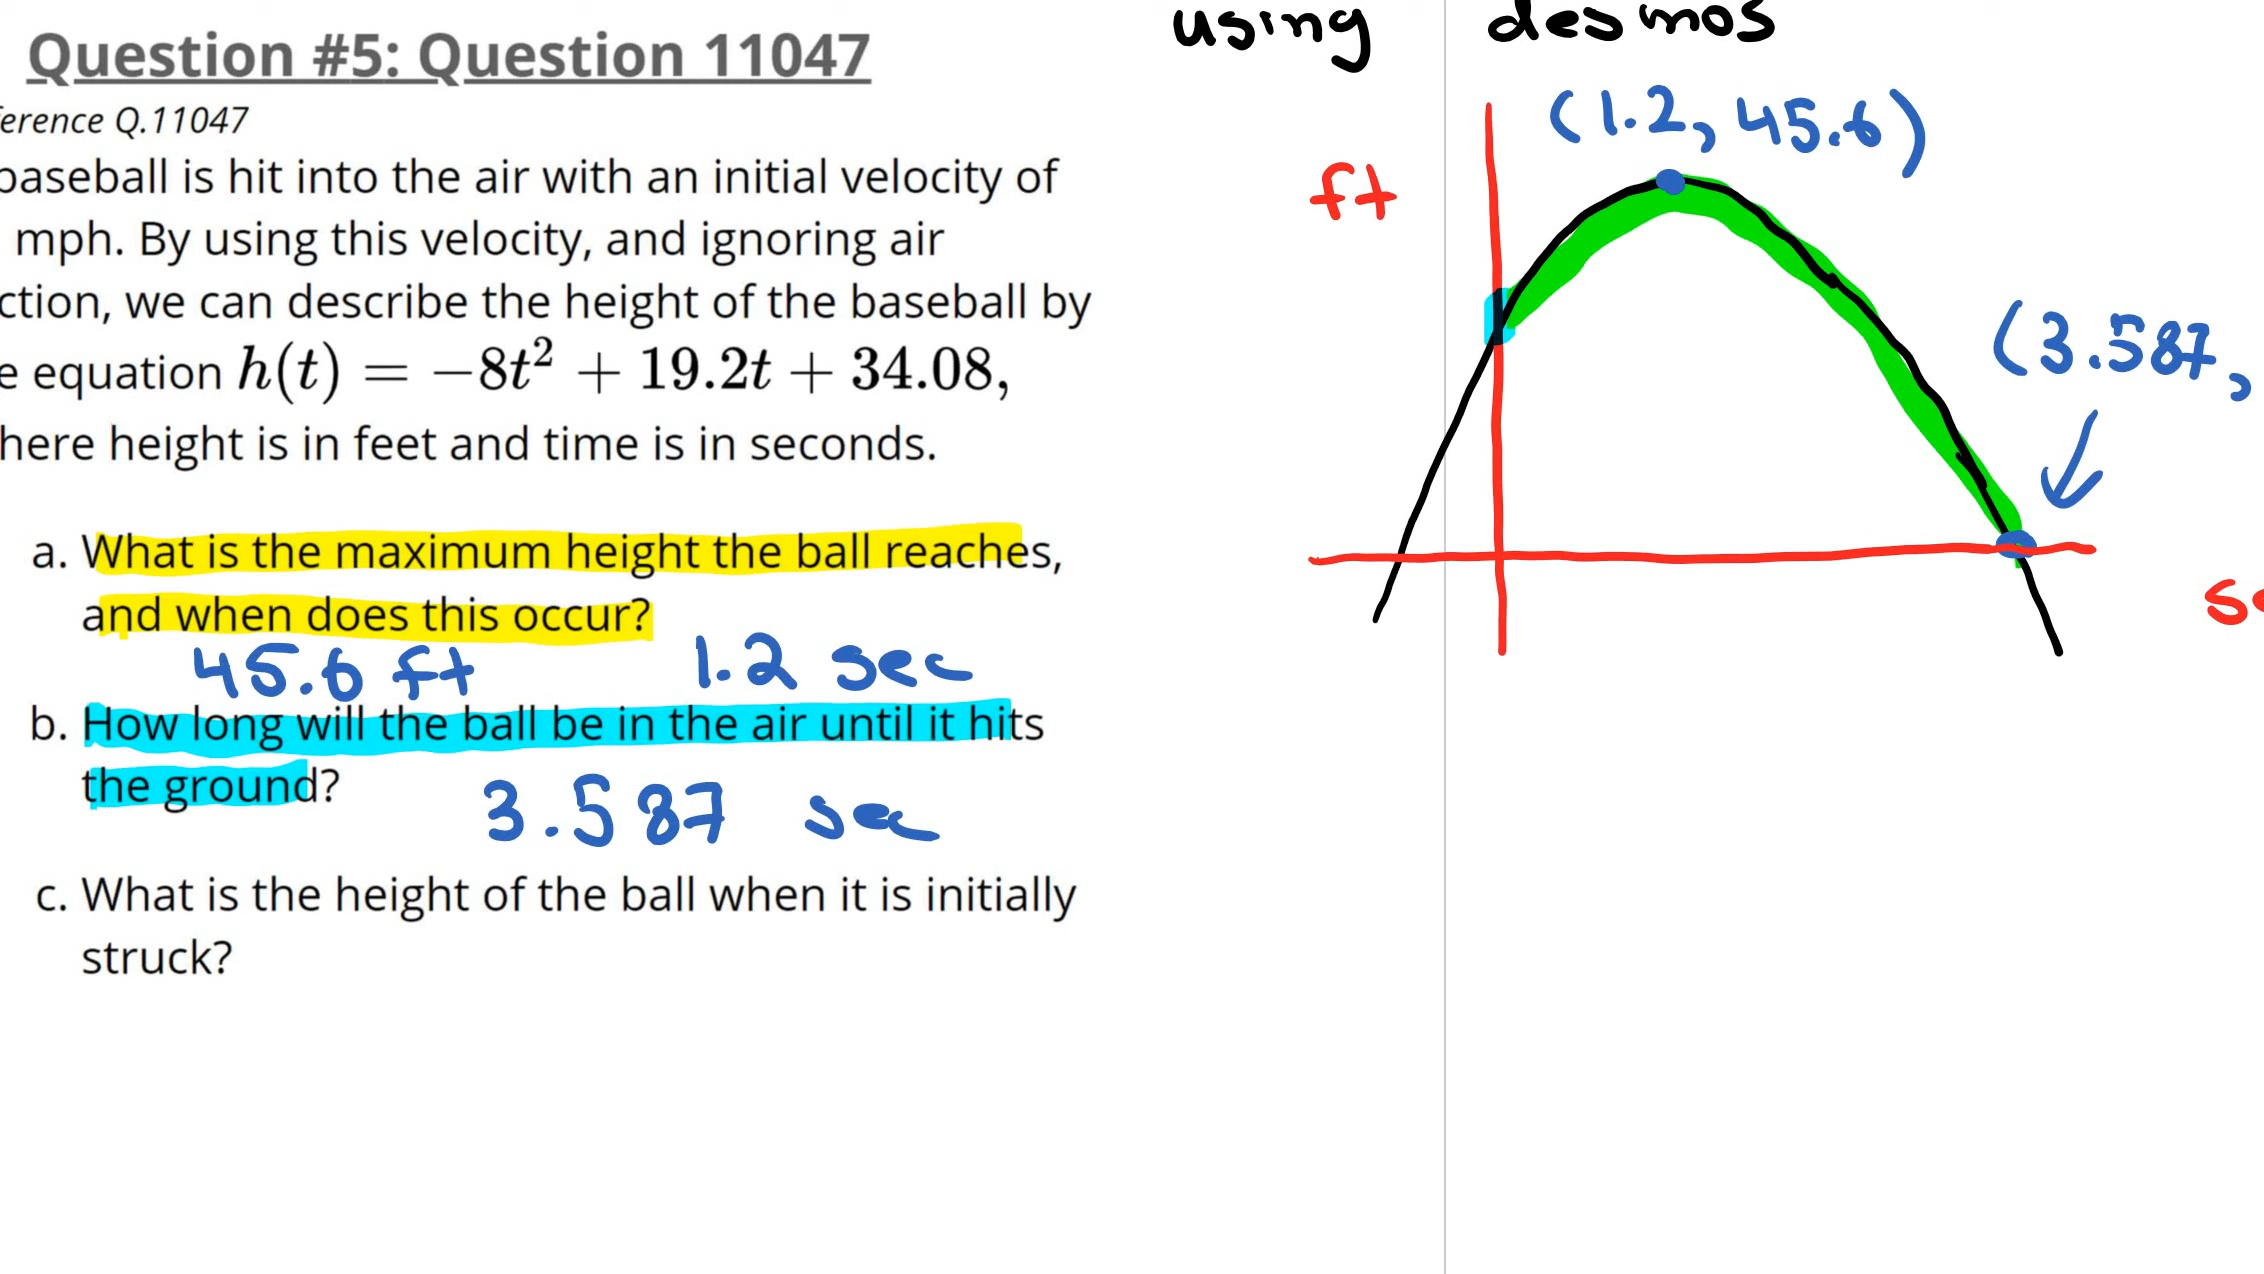 Question #5: Question 11047
erence Q.11047
baseball is hit into the air with an initial velocity of
mph. By using this velocity, and ignoring air
ction, we can describe the height of the baseball by
e equation h(t) = −8t² + 19.2t + 34.08,
here height is in feet and time is in seconds.
a. What is the maximum height the ball reaches,
and when does this occur?
45.6 ft 1.2 sec
b. How long will the ball be in the air until it hits
the ground?
3.587 sec
c. What is the height of the ball when it is initially
struck?
using desmos
(1.2, 45.6)
ft
(3.587,
se